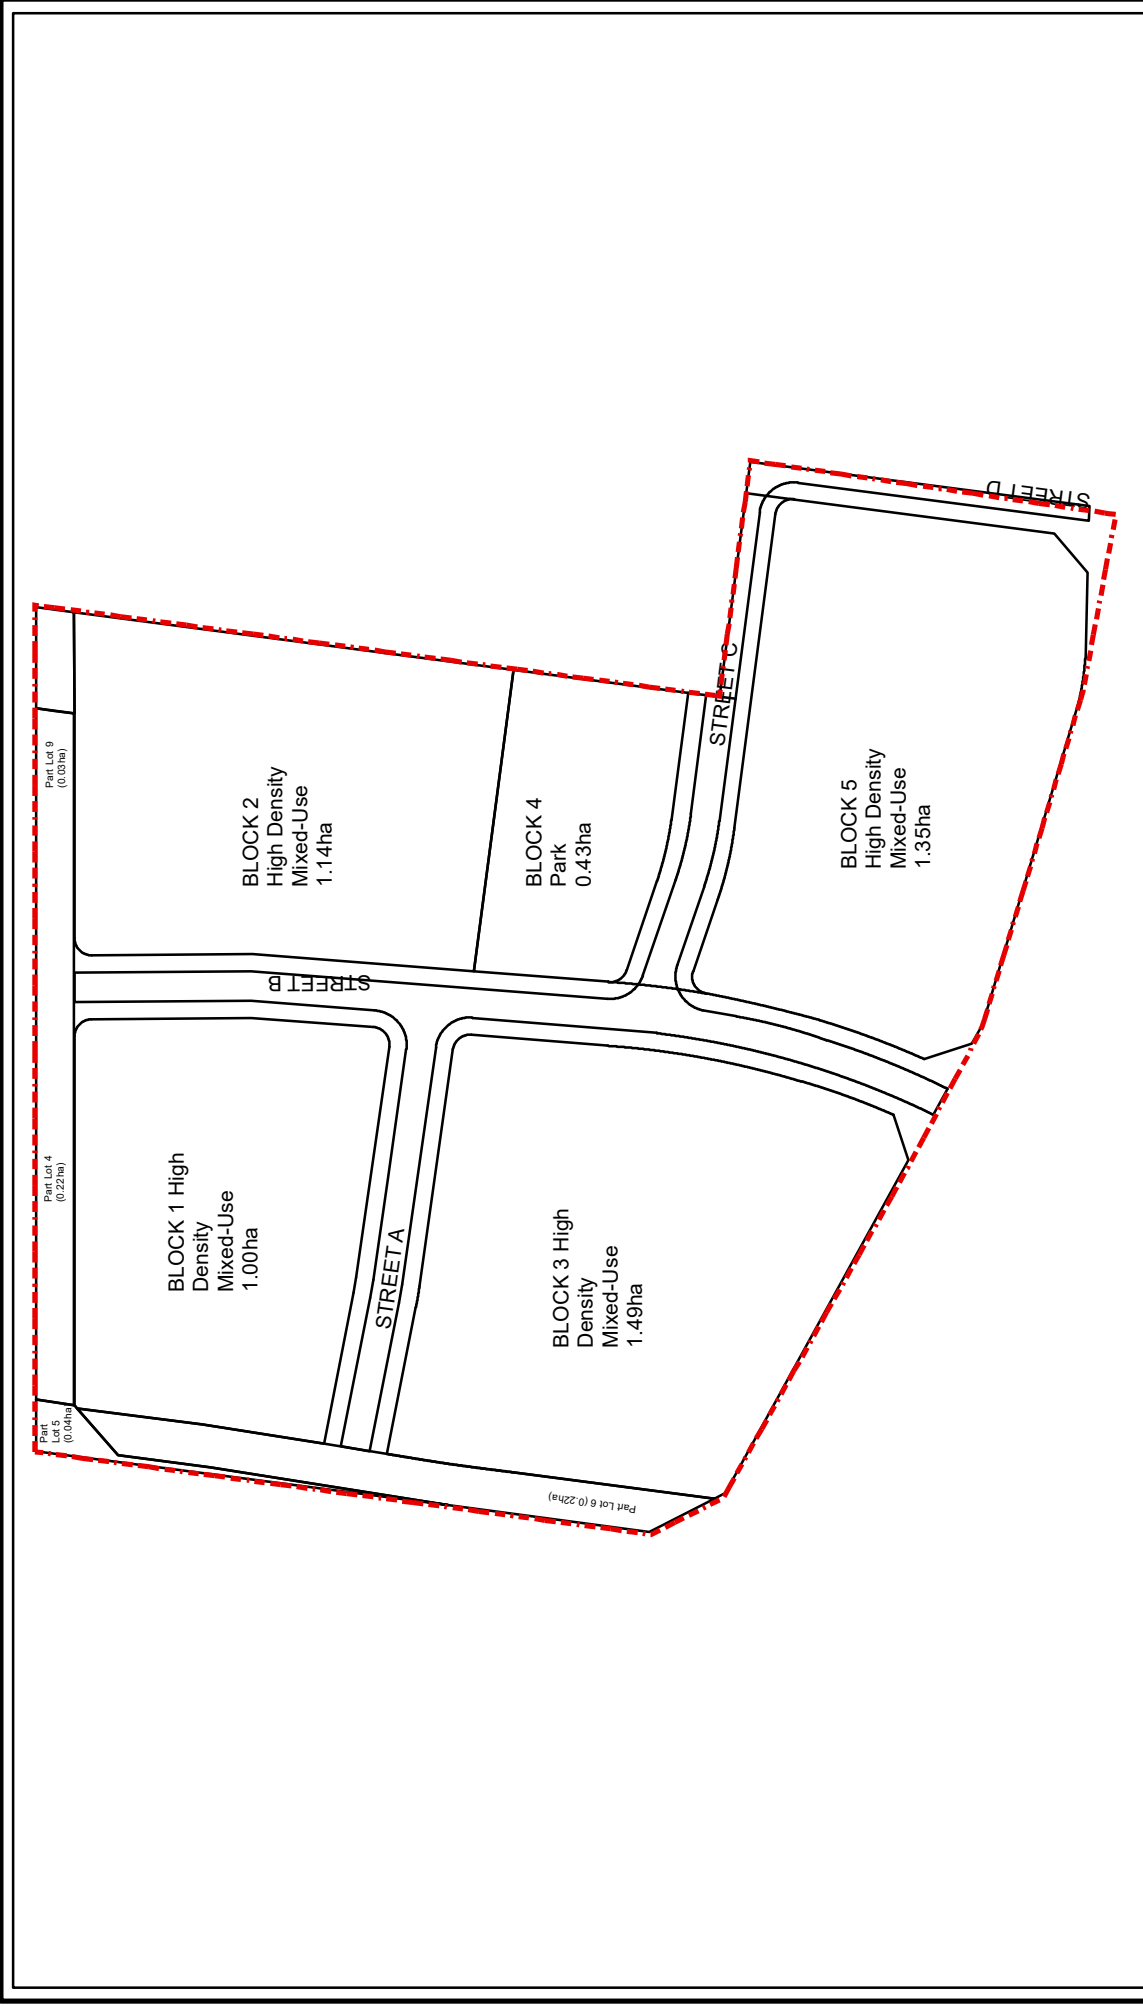 Part Lot 9
(0.03ha)
Part Lot 4
(0.22ha)
Part
Lot 5
(0.04ha
BLOCK 2
High Density
Mixed-Use
1.14ha
BLOCK 1 High
Density
Mixed-Use
1.00ha
STREET B
STREET A
BLOCK 4
Park
0.43ha
BLOCK 3 High
Density
Mixed-Use
1.49ha
Part Lot 6 (0.22ha)
STREET C
BLOCK 5
High Density
Mixed-Use
1.35ha
STREET D